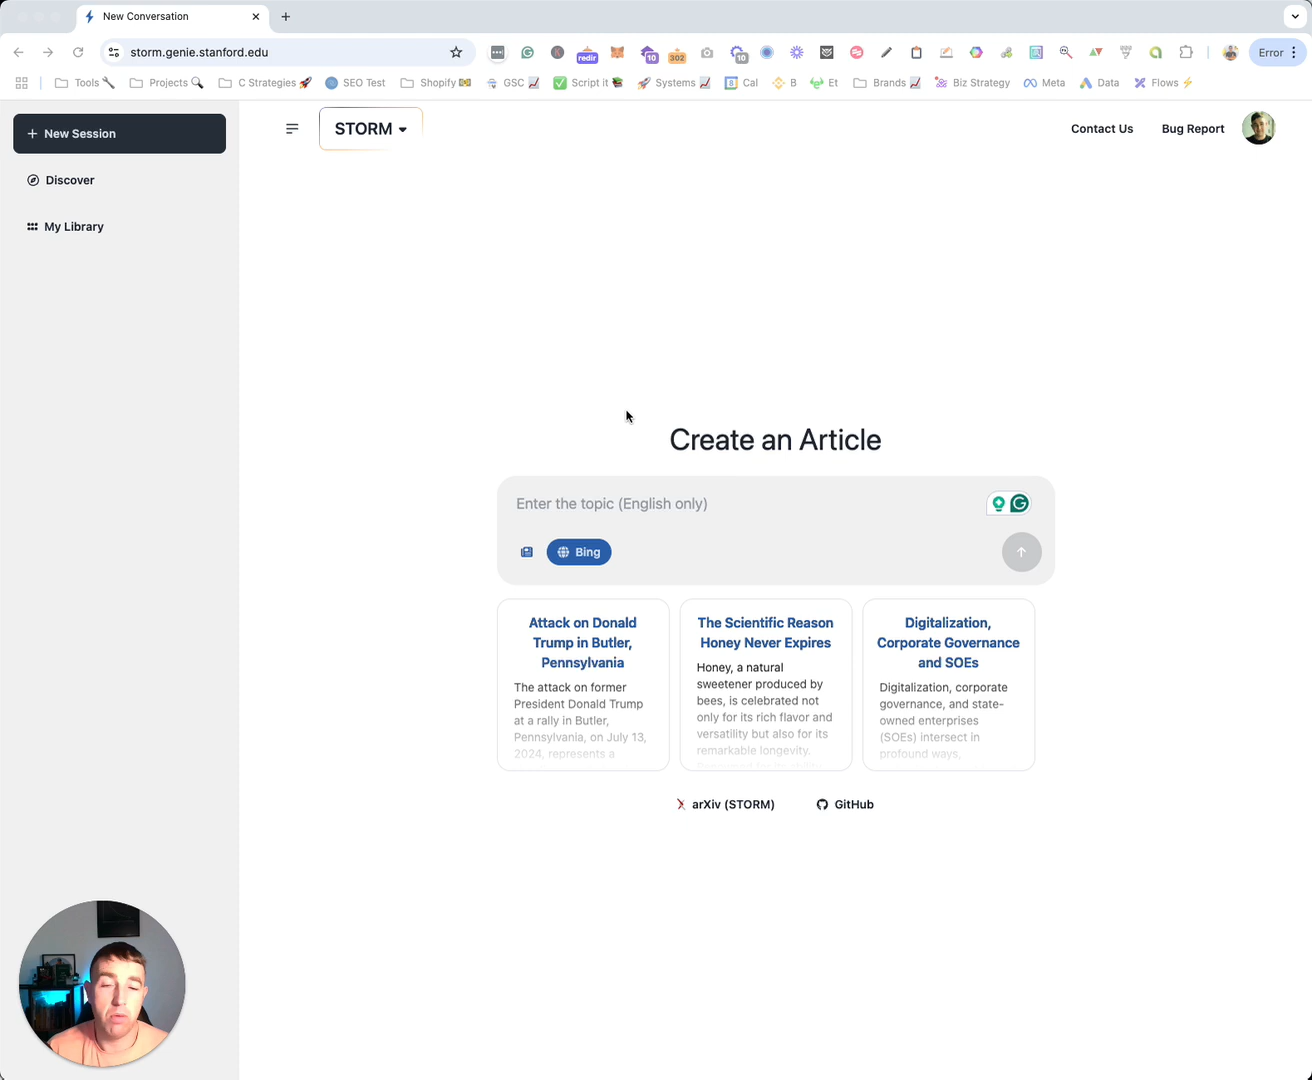 New Conversation
storm.genie.stanford.edu
redir
10
302
10
Error
Tools
Projects
C Strategies
SEO Test
Shopify
GSC
Script it
Systems
8
Cal
B
Et
Brands
Biz Strategy
Meta
Data
Flows
New Session
STORM
Contact Us
Bug Report
Discover
My Library
Create an Article
Enter the topic (English only)
Bing
Attack on Donald
Trump in Butler,
Pennsylvania
The attack on former
President Donald Trump
at a rally in Butler,
Pennsylvania, on July 13,
2024, represents a
The Scientific Reason
Honey Never Expires
Honey, a natural
sweetener produced by
bees, is celebrated not
only for its rich flavor and
versatility but also for its
remarkable longevity.
Digitalization,
Corporate Governance
and SOEs
Digitalization, corporate
governance, and state-
owned enterprises
(SOEs) intersect in
profound ways,
arXiv (STORM)
GitHub